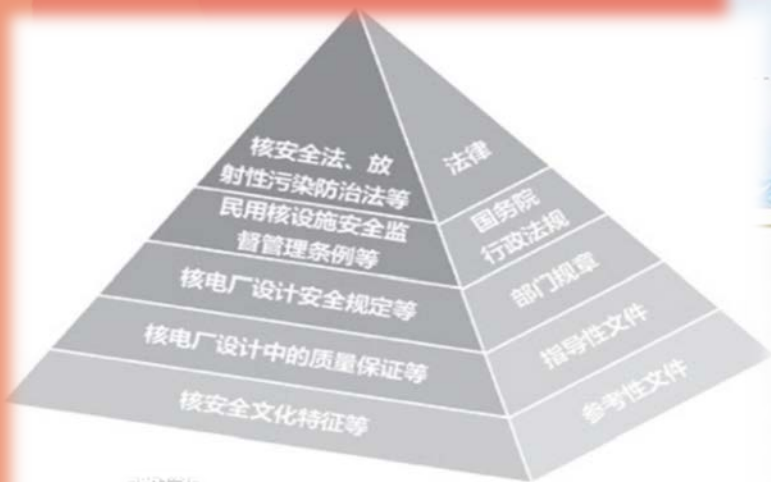 核安全法、放
射性污染防治法等
法律
民用核设施安全监
督管理条例等
国务院
行政法规
核电厂设计安全规定等
部门规章
核电厂设计中的质量保证等
指导性文件
核安全文化特征等
参考性文件